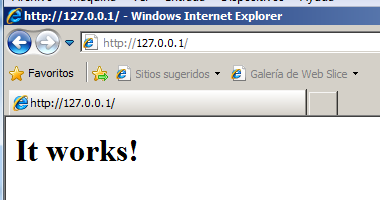 http://127.0.0.1/ - Windows Internet Explorer
http://127.0.0.1/
Favoritos
Sitios sugeridos
Galería de Web Slice
http://127.0.0.1/
It works!